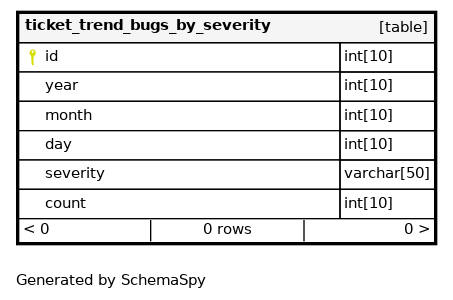 ticket_trend_bugs_by_severity [table]
id int[10]
year int[10]
month int[10]
day int[10]
severity varchar[50]
count int[10]
< 0 0 rows 0 >
Generated by SchemaSpy